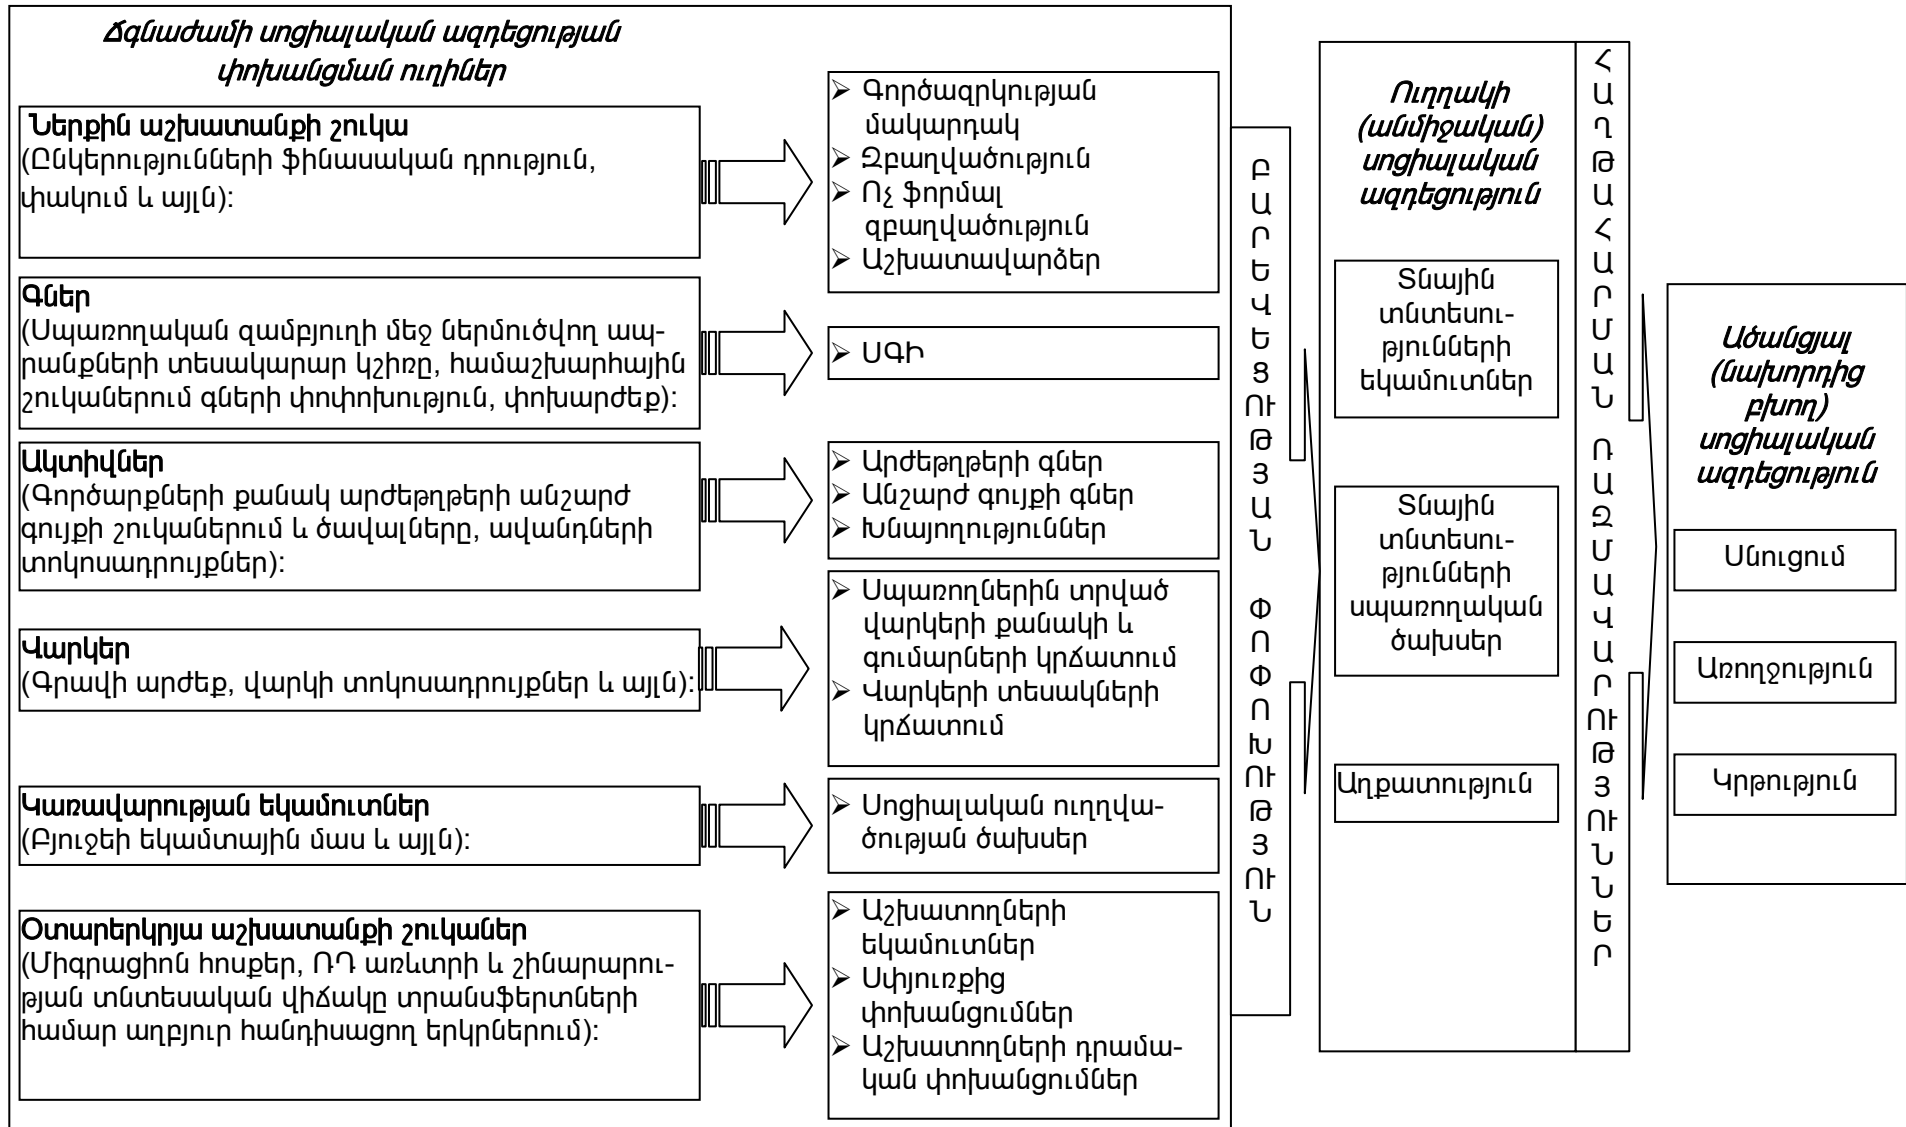 Ճգնաժամի սոցիալական ազդեցության
փոխանցման ուղիներ
Ներքին աշխատանքի շուկա
(Ընկերությունների ֆինասական դրություն,
փակում և այլն):
➢ Գործազրկության
մակարդակ
➢ Զբաղվածություն
➢ Ոչ ֆորմալ
զբաղվածություն
➢ Աշխատավարձեր
Գներ
(Սպառողական զամբյուղի մեջ ներմուծվող ապ-
րանքների տեսակարար կշիռը, համաշխարհային
շուկաներում գների փոփոխություն, փոխարժեք):
➢ ՍԳԻ
Ակտիվներ
(Գործարքների քանակ արժեթղթերի անշարժ
գույքի շուկաներում և ծավալները, ավանդների
տոկոսադրույքներ):
➢ Արժեթղթերի գներ
➢ Անշարժ գույքի գներ
➢ Խնայողություններ
Վարկեր
(Գրավի արժեք, վարկի տոկոսադրույքներ և այլն):
➢ Սպառողներին տրված
վարկերի քանակի և
գումարների կրճատում
➢ Վարկերի տեսակների
կրճատում
Կառավարության եկամուտներ
(Բյուջեի եկամտային մաս և այլն):
➢ Սոցիալական ուղղվա-
ծության ծախսեր
Օտարերկրյա աշխատանքի շուկաներ
(Միգրացիոն հոսքեր, ՌԴ առևտրի և շինարարու-
թյան տնտեսական վիճակը տրանսֆերտների
համար աղբյուր հանդիսացող երկրներում):
➢ Աշխատողների
եկամուտներ
➢ Սփյուռքից
փոխանցումներ
➢ Աշխատողների դրամա-
կան փոխանցումներ
ԲԱՐԵՎԵՑՈՒԹՅԱՆ ՓՈՓՈԽՈՒԹՅՈՒՆ
Ուղղակի
(անմիջական)
սոցիալական
ազդեցություն
Տնային
տնտեսու-
թյունների
եկամուտներ
Տնային
տնտեսու-
թյունների
սպառողական
ծախսեր
Աղքատություն
ՀԱՂԹԱՀԱՐՄԱՆ ՌԱԶՄԱՎԱՐՈՒԹՅՈՒՆՆԵՐ
Ածանցյալ
(նախորդից
բխող)
սոցիալական
ազդեցություն
Սնուցում
Առողջություն
Կրթություն